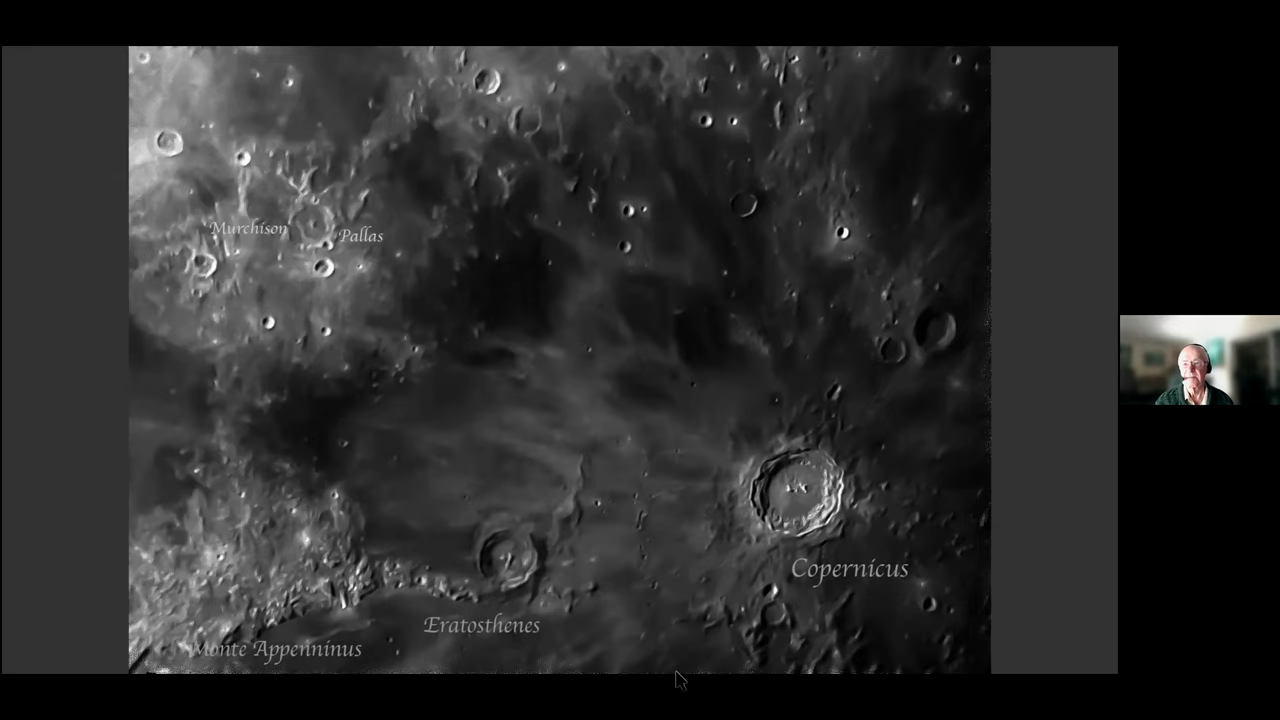 Murchison
Pallas
Copernicus
Eratosthenes
Monte Appenninus